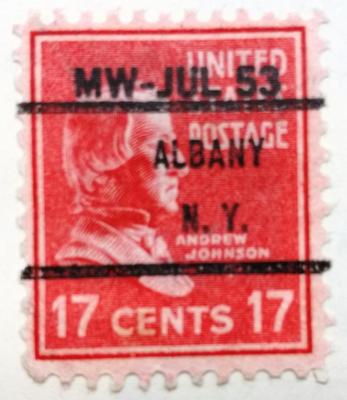 MW-JUL 53
UNITED
POSTAGE
ALBANY
N. Y.
ANDREW
JOHNSON
17 CENTS 17